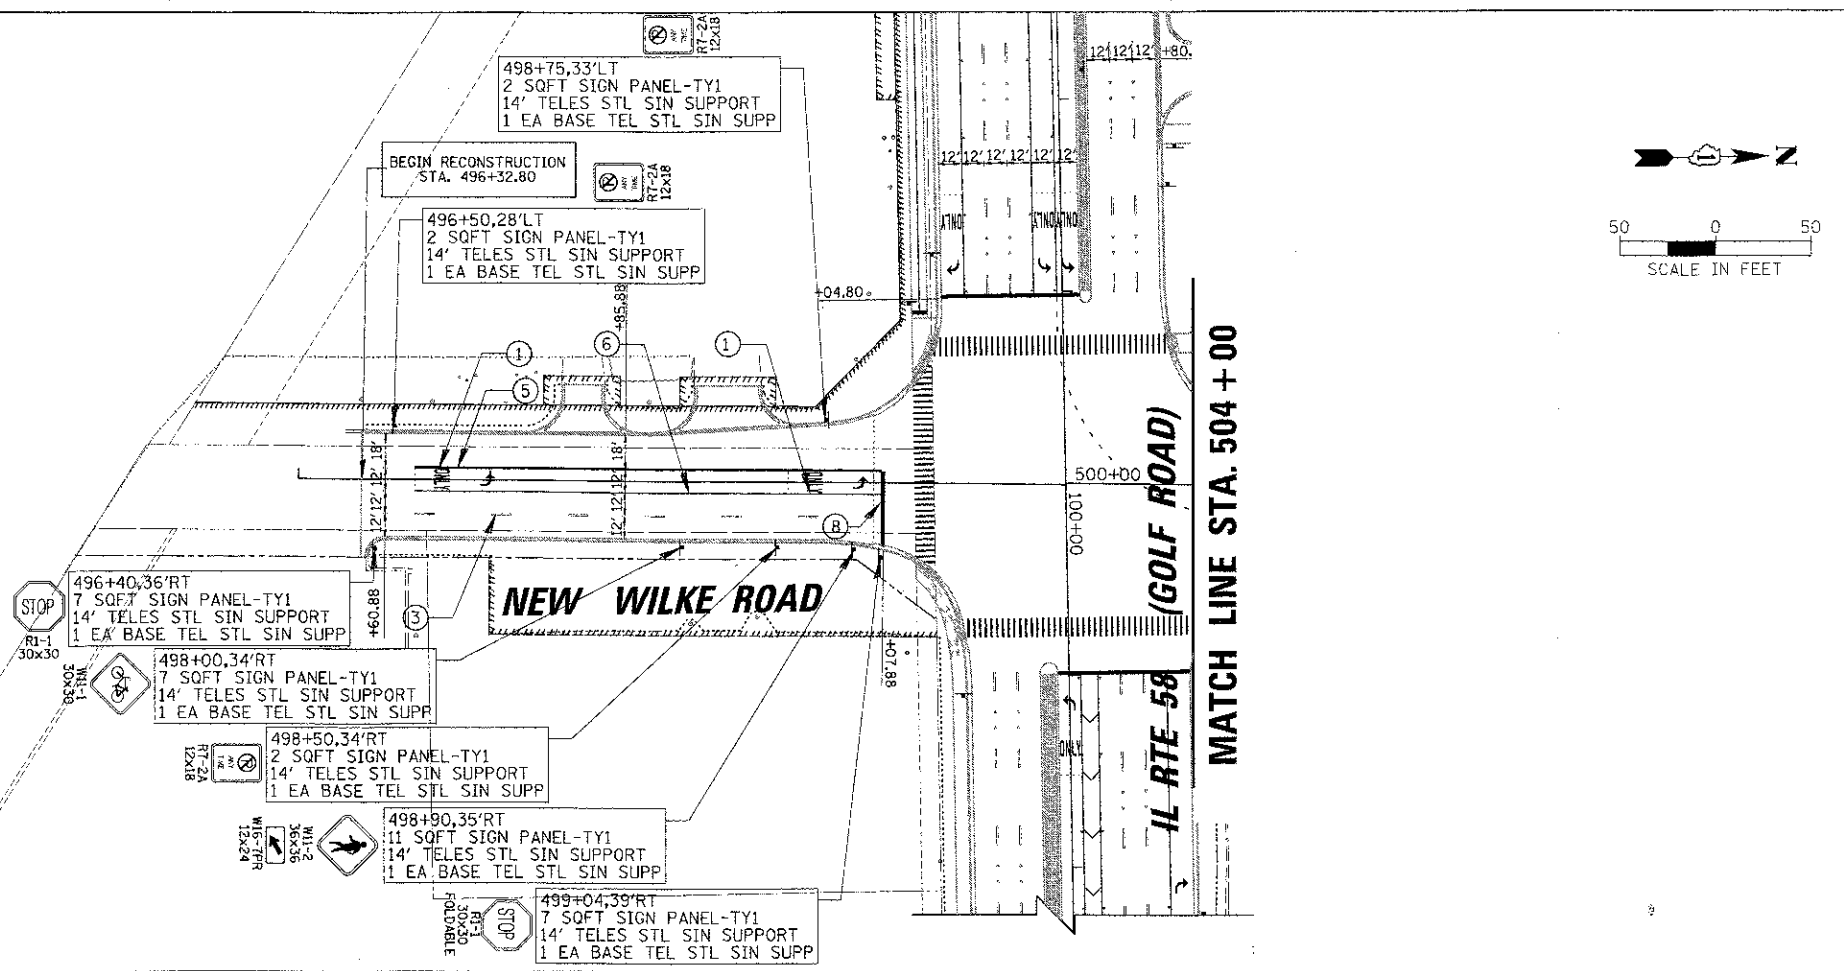 R7-2A
12x18
ANY
TIME
498+75,33'LT
2 SQFT SIGN PANEL-TY1
14' TELES STL SIN SUPPORT
1 EA BASE TEL STL SIN SUPP
12' 12' 12' +80.
BEGIN RECONSTRUCTION
STA. 496+32.80
ANY
TIME
R7-2A
12x18
12' 12' 12' 12' 12' 12'
N
496+50,28'LT
2 SQFT SIGN PANEL-TY1
14' TELES STL SIN SUPPORT
1 EA BASE TEL STL SIN SUPP
ONLY
ONLY
ONLY
50 0 50
SCALE IN FEET
+85.88
+04.80
1
6
1
5
12' 12' 12' 18'
12' 12' 12' 18'
ONLY
ONLY
500+00
100+00
8
3
NEW WILKE ROAD
IL RTE 58 (GOLF ROAD)
MATCH LINE STA. 504+00
STOP
R1-1
30x30
496+40,36'RT
7 SQFT SIGN PANEL-TY1
14' TELES STL SIN SUPPORT
1 EA BASE TEL STL SIN SUPP
+60.88
+07.88
W11-1
30x30
498+00,34'RT
7 SQFT SIGN PANEL-TY1
14' TELES STL SIN SUPPORT
1 EA BASE TEL STL SIN SUPP
R7-2A
12x18
ANY
TIME
498+50,34'RT
2 SQFT SIGN PANEL-TY1
14' TELES STL SIN SUPPORT
1 EA BASE TEL STL SIN SUPP
ONLY
W11-2
36x36
W16-7PR
12x24
498+90,35'RT
11 SQFT SIGN PANEL-TY1
14' TELES STL SIN SUPPORT
1 EA BASE TEL STL SIN SUPP
R1-1
30x30
FOLDABLE
STOP
499+04,39'RT
7 SQFT SIGN PANEL-TY1
14' TELES STL SIN SUPPORT
1 EA BASE TEL STL SIN SUPP